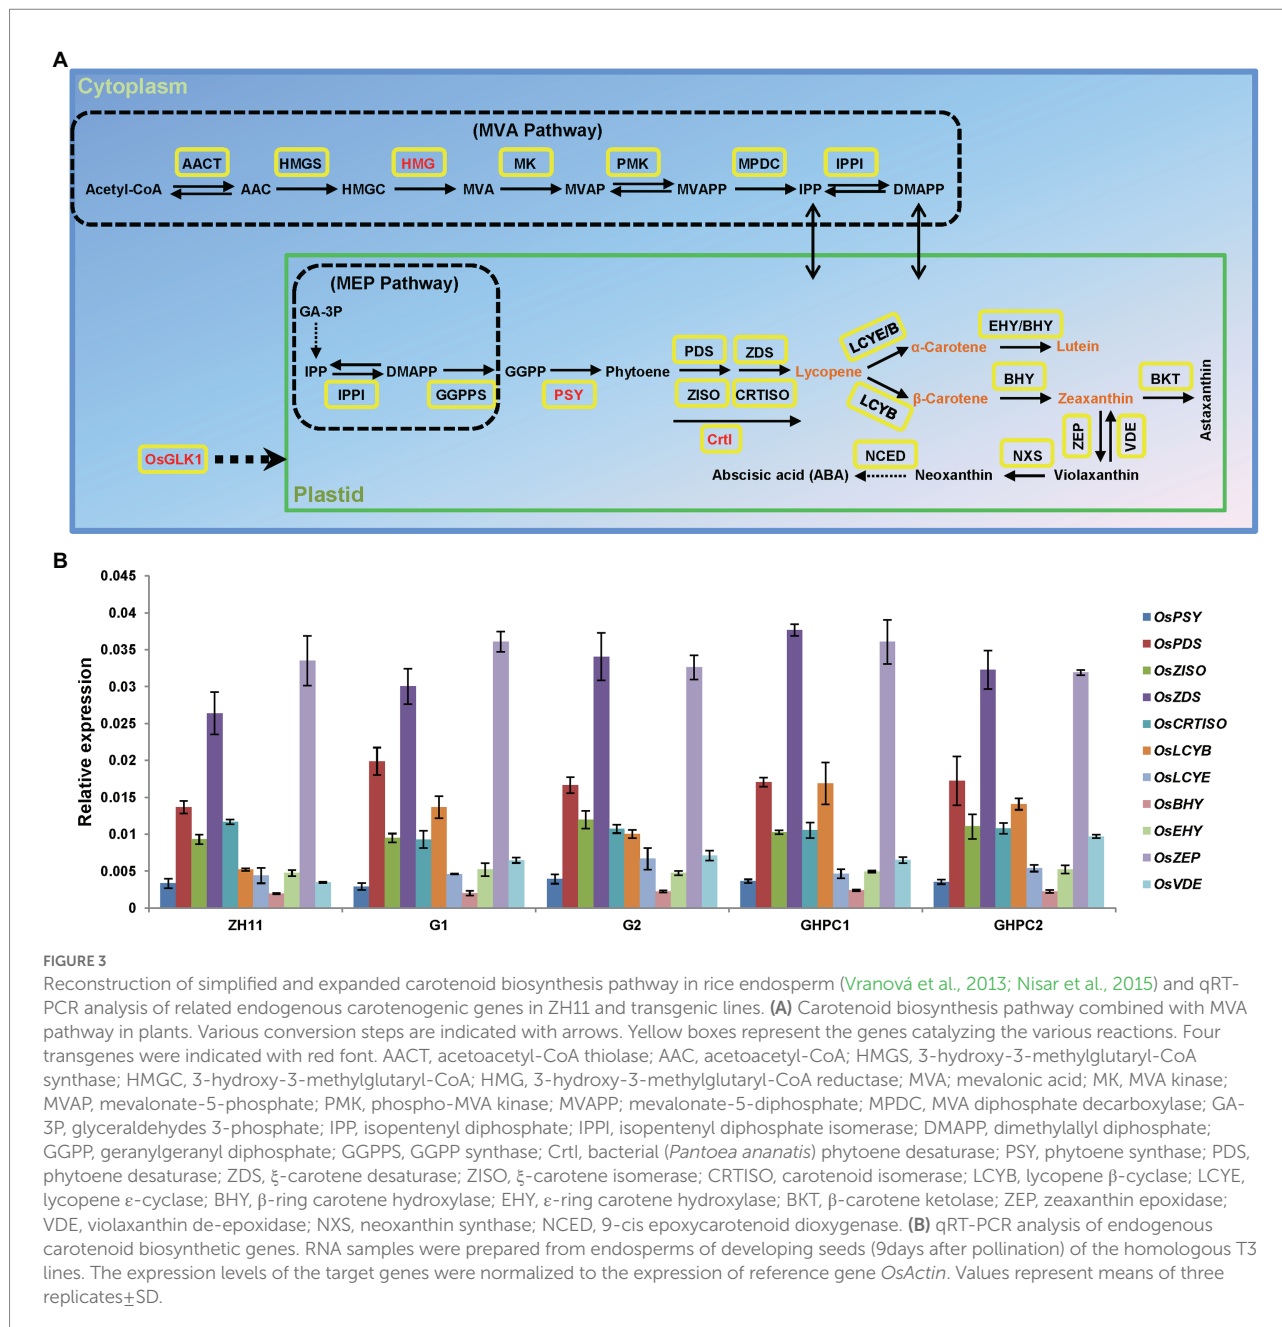 A
Cytoplasm
(MVA Pathway)
AACT HMGS HMG MK PMK MPDC IPPI
Acetyl-CoA AAC HMGC MVA MVAP MVAPP IPP DMAPP
(MEP Pathway)
GA-3P
IPP DMAPP GGPP Phytoene Lycopene
IPPI GGPPS PSY
PDS ZDS
ZISO CRTISO
CrtI
LCYE/B
LCYB
α-Carotene EHY/BHY Lutein
β-Carotene BHY Zeaxanthin BKT Astaxanthin
ZEP VDE
Abscisic acid (ABA) NCED Neoxanthin NXS Violaxanthin
OsGLK1
Plastid
B
Relative expression
0.045
0.04
0.035
0.03
0.025
0.02
0.015
0.01
0.005
0
ZH11 G1 G2 GHPC1 GHPC2
OsPSY
OsPDS
OsZISO
OsZDS
OsCRTISO
OsLCYB
OsLCYE
OsBHY
OsEHY
OsZEP
OsVDE
FIGURE 3
Reconstruction of simplified and expanded carotenoid biosynthesis pathway in rice endosperm (Vranová et al., 2013; Nisar et al., 2015) and qRT-
PCR analysis of related endogenous carotenogenic genes in ZH11 and transgenic lines. (A) Carotenoid biosynthesis pathway combined with MVA
pathway in plants. Various conversion steps are indicated with arrows. Yellow boxes represent the genes catalyzing the various reactions. Four
transgenes were indicated with red font. AACT, acetoacetyl-CoA thiolase; AAC, acetoacetyl-CoA; HMGS, 3-hydroxy-3-methylglutaryl-CoA
synthase; HMGC, 3-hydroxy-3-methylglutaryl-CoA; HMG, 3-hydroxy-3-methylglutaryl-CoA reductase; MVA; mevalonic acid; MK, MVA kinase;
MVAP, mevalonate-5-phosphate; PMK, phospho-MVA kinase; MVAPP; mevalonate-5-diphosphate; MPDC, MVA diphosphate decarboxylase; GA-
3P, glyceraldehydes 3-phosphate; IPP, isopentenyl diphosphate; IPPI, isopentenyl diphosphate isomerase; DMAPP, dimethylallyl diphosphate;
GGPP, geranylgeranyl diphosphate; GGPPS, GGPP synthase; CrtI, bacterial (Pantoea ananatis) phytoene desaturase; PSY, phytoene synthase; PDS,
phytoene desaturase; ZDS, ξ-carotene desaturase; ZISO, ξ-carotene isomerase; CRTISO, carotenoid isomerase; LCYB, lycopene β-cyclase; LCYE,
lycopene ε-cyclase; BHY, β-ring carotene hydroxylase; EHY, ε-ring carotene hydroxylase; BKT, β-carotene ketolase; ZEP, zeaxanthin epoxidase;
VDE, violaxanthin de-epoxidase; NXS, neoxanthin synthase; NCED, 9-cis epoxycarotenoid dioxygenase. (B) qRT-PCR analysis of endogenous
carotenoid biosynthetic genes. RNA samples were prepared from endosperms of developing seeds (9days after pollination) of the homologous T3
lines. The expression levels of the target genes were normalized to the expression of reference gene OsActin. Values represent means of three
replicates±SD.